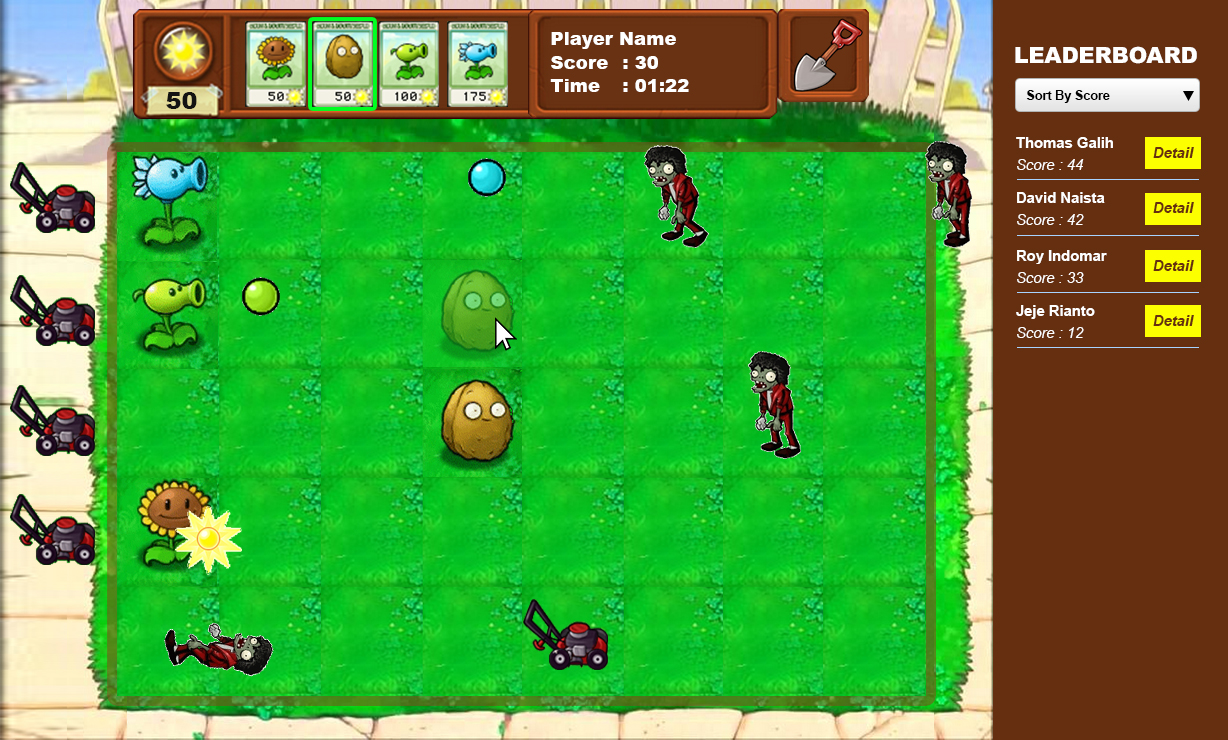 50
50
50
100
175
Player Name
Score : 30
Time : 01:22
LEADERBOARD
Sort By Score ▼
Thomas Galih
Score : 44
Detail
David Naista
Score : 42
Detail
Roy Indomar
Score : 33
Detail
Jeje Rianto
Score : 12
Detail